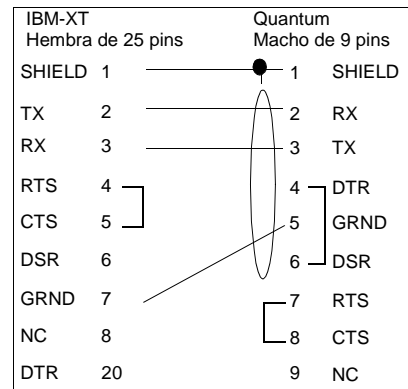 IBM-XT Quantum
Hembra de 25 pins Macho de 9 pins
SHIELD 1 1 SHIELD
TX 2 2 RX
RX 3 3 TX
RTS 4 4 DTR
CTS 5 5 GRND
DSR 6 6 DSR
GRND 7 7 RTS
NC 8 8 CTS
DTR 20 9 NC